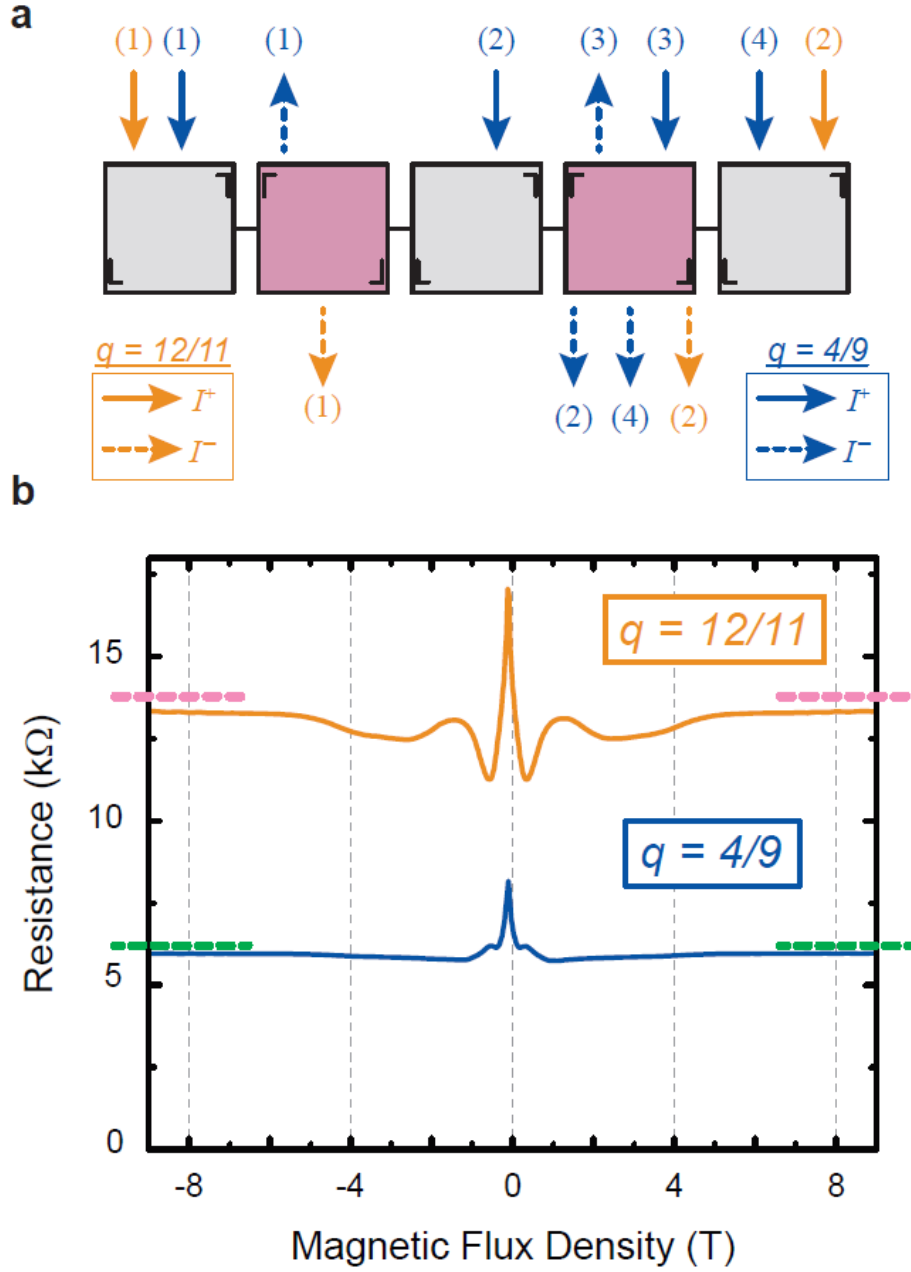 a
(1) (1) (1) (2) (3) (3) (4) (2)
q = 12/11
I+
I−
(1)
(2) (4) (2)
q = 4/9
I+
I−
b
q = 12/11
q = 4/9
15
10
5
0
Resistance (kΩ)
-8 -4 0 4 8
Magnetic Flux Density (T)